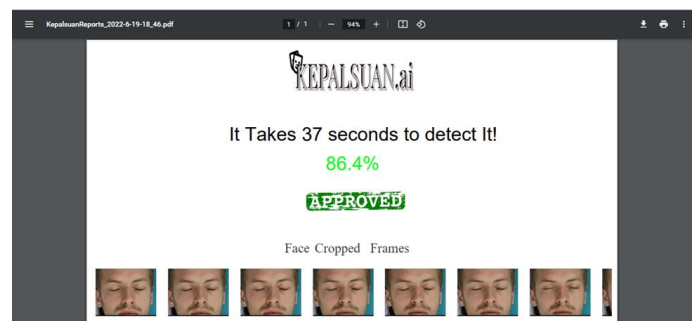 KepalsuanReports_2022-6-19-18_46.pdf 1 / 1 94%
KEPALSUAN.ai
It Takes 37 seconds to detect It!
86.4%
APPROVED
Face Cropped Frames